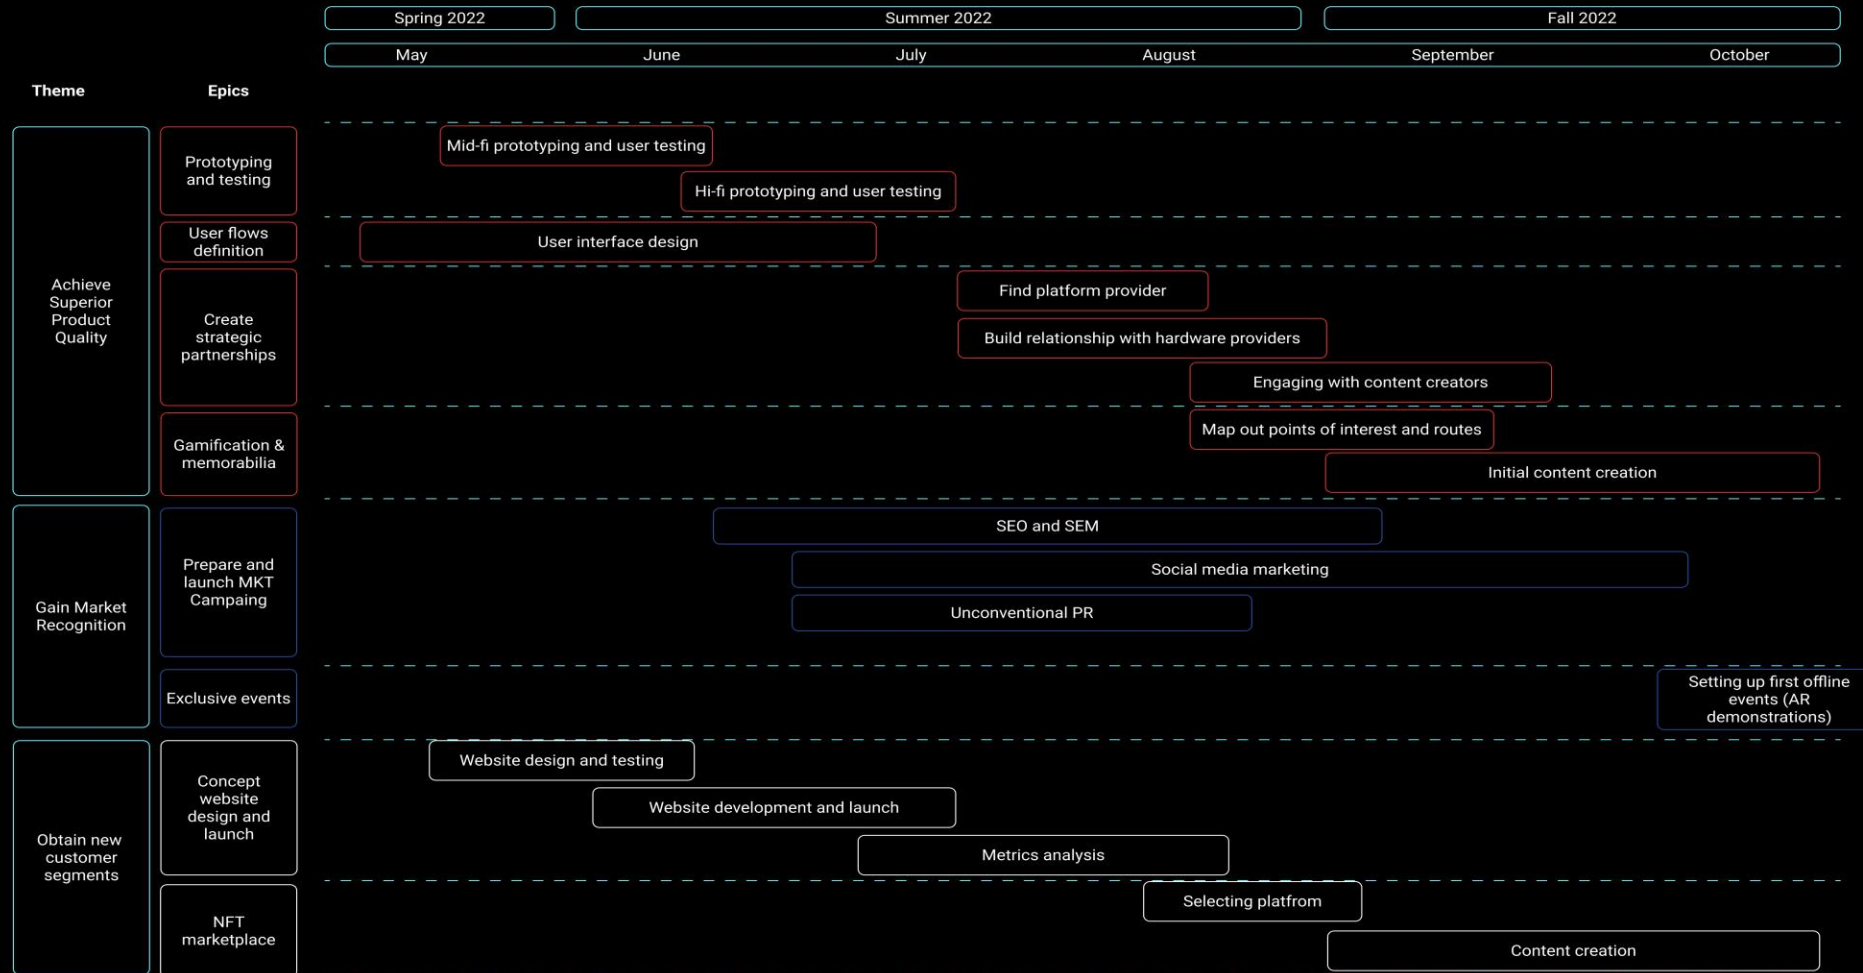 Spring 2022
Summer 2022
Fall 2022
May
June
July
August
September
October
Theme
Epics
Achieve
Superior
Product
Quality
Prototyping
and testing
Mid-fi prototyping and user testing
Hi-fi prototyping and user testing
User flows
definition
User interface design
Create
strategic
partnerships
Find platform provider
Build relationship with hardware providers
Engaging with content creators
Gamification &
memorabilia
Map out points of interest and routes
Initial content creation
Gain Market
Recognition
Prepare and
launch MKT
Campaing
SEO and SEM
Social media marketing
Unconventional PR
Exclusive events
Setting up first offline
events (AR
demonstrations)
Obtain new
customer
segments
Concept
website
design and
launch
Website design and testing
Website development and launch
Metrics analysis
NFT
marketplace
Selecting platfrom
Content creation